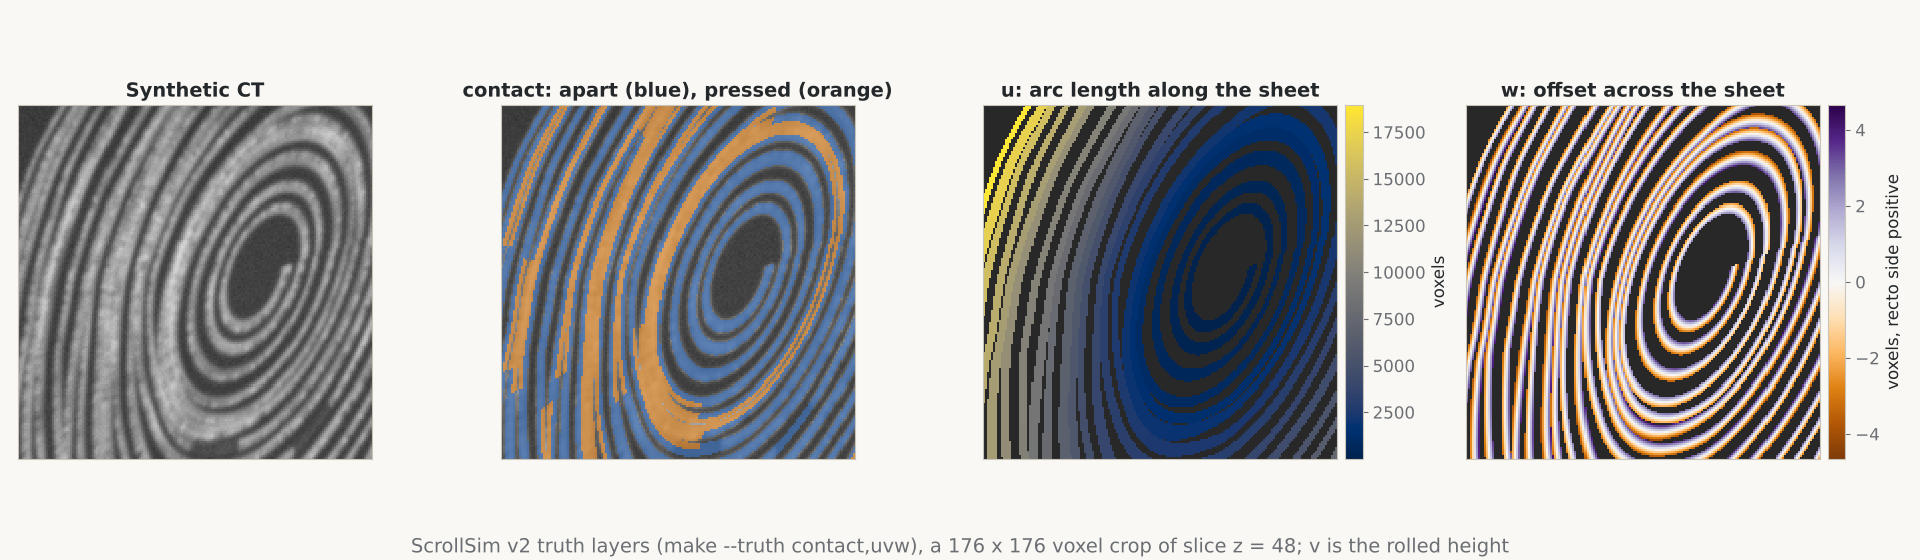 Synthetic CT
contact: apart (blue), pressed (orange)
u: arc length along the sheet
w: offset across the sheet
17500
15000
12500
10000
7500
5000
2500
voxels
4
2
0
−2
−4
voxels, recto side positive
ScrollSim v2 truth layers (make --truth contact,uvw), a 176 x 176 voxel crop of slice z = 48; v is the rolled height